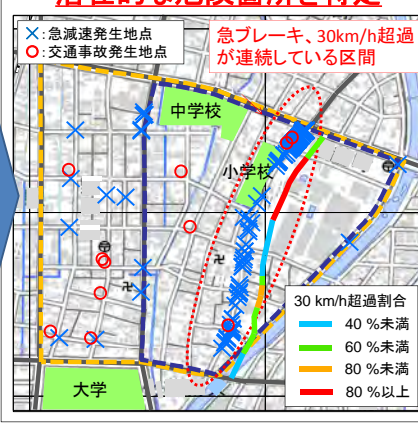 潜在的な危険箇所を特定
×:急減速発生地点
○:交通事故発生地点
急ブレーキ、30km/h超過
が連続している区間
中学校
小学校
卍
卍
大学
30 km/h超過割合
40 %未満
60 %未満
80 %未満
80 %以上